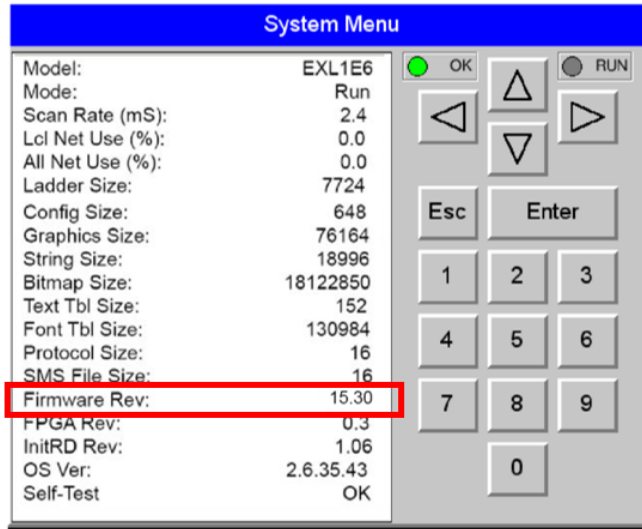 System Menu
Model: EXL1E6
Mode: Run
Scan Rate (mS): 2.4
Lcl Net Use (%): 0.0
All Net Use (%): 0.0
Ladder Size: 7724
Config Size: 648
Graphics Size: 76164
String Size: 18996
Bitmap Size: 18122850
Text Tbl Size: 152
Font Tbl Size: 130984
Protocol Size: 16
SMS File Size: 16
Firmware Rev: 15.30
FPGA Rev: 0.3
InitRD Rev: 1.06
OS Ver: 2.6.35.43
Self-Test OK
OK RUN
Esc Enter
1 2 3
4 5 6
7 8 9
0